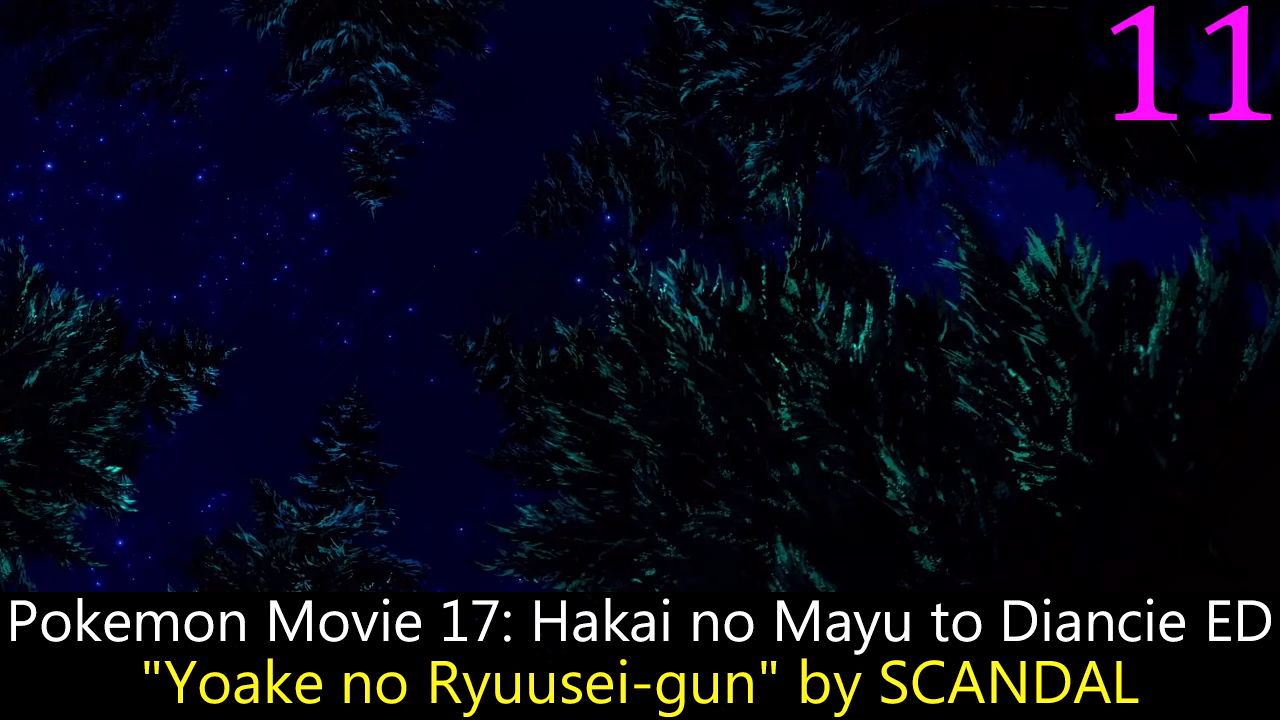 11
Pokemon Movie 17: Hakai no Mayu to Diancie ED
"Yoake no Ryuusei-gun" by SCANDAL